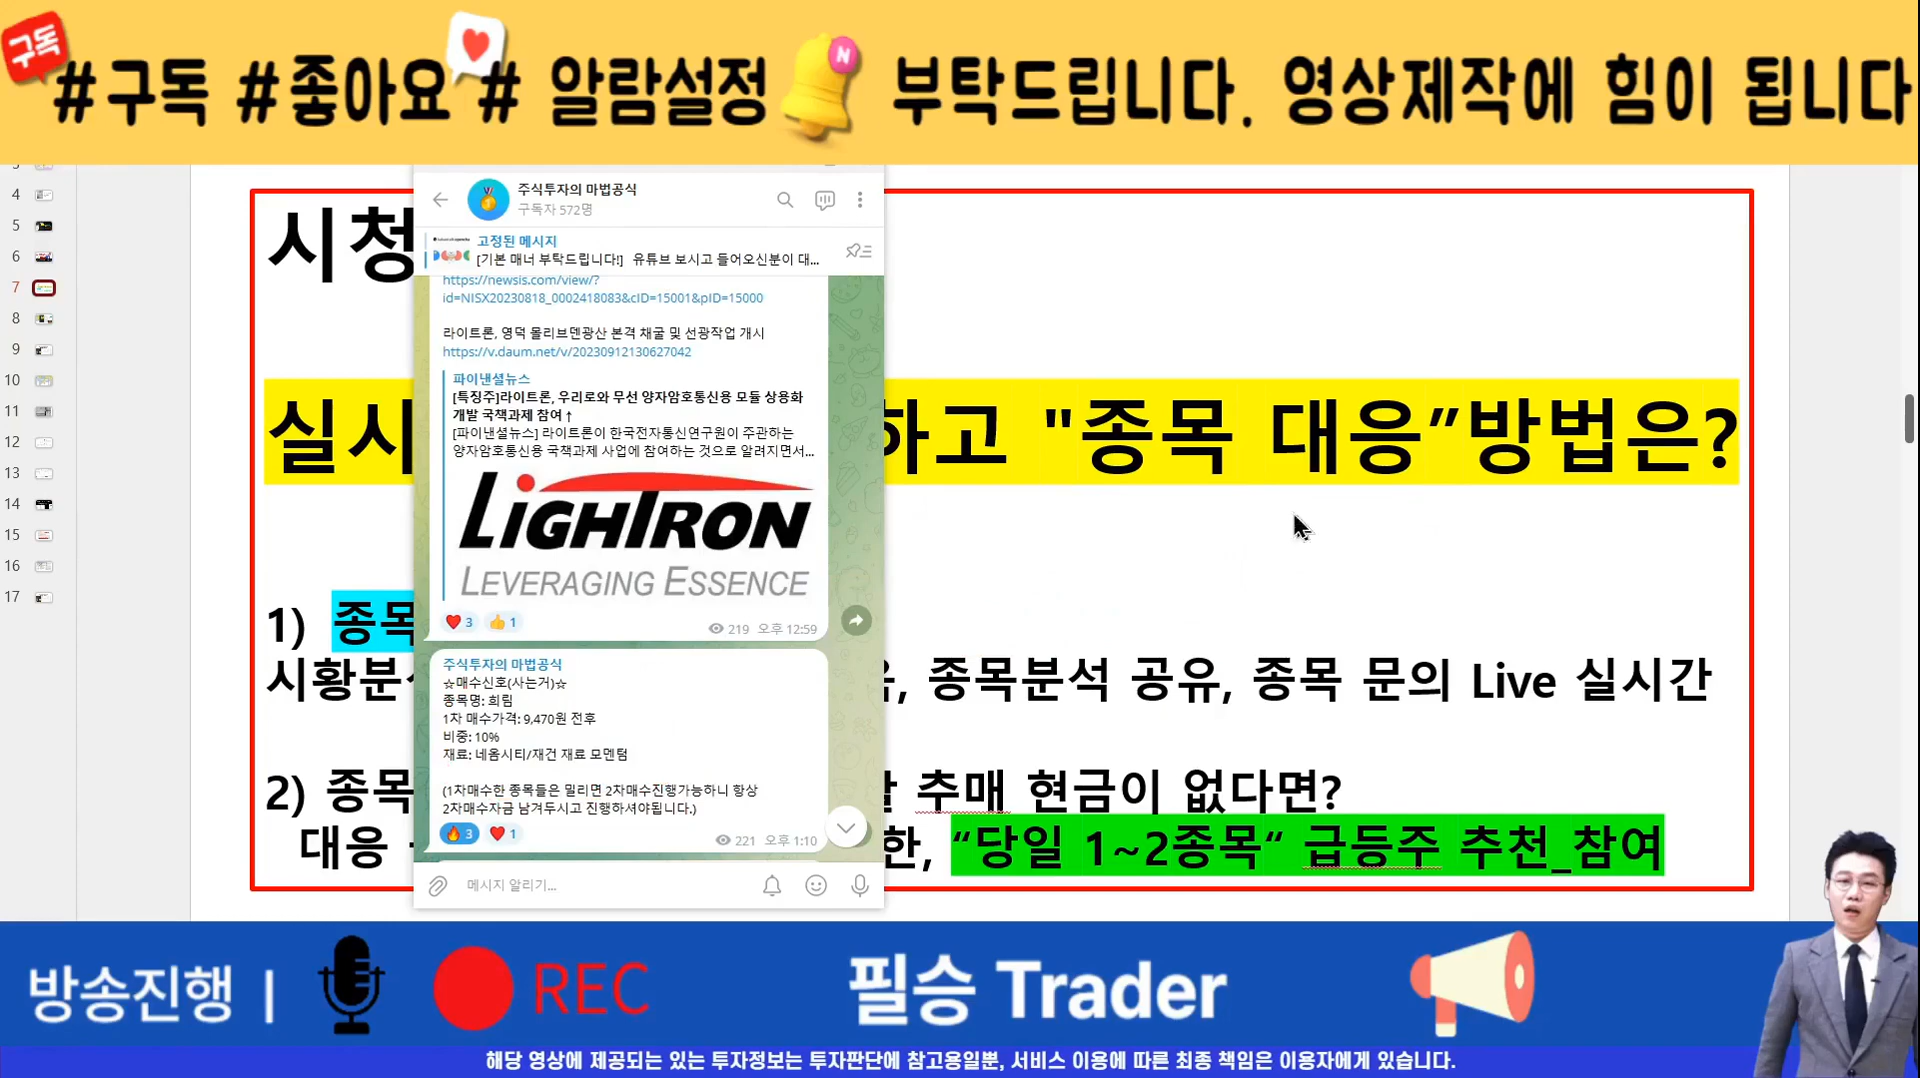 구독
#구독 #좋아요 # 알람설정 N 부탁드립니다. 영상제작에 힘이 됩니다
4
5
6
7
8
9
10
11
12
13
14
15
16
17
시청
실시
하고 "종목 대응”방법은?
1) 종목
시황분
, 종목분석 공유, 종목 문의 Live 실시간
2) 종목
추매 현금이 없다면?
대응
한, “당일 1~2종목“ 급등주 추천_참여
주식투자의 마법공식
구독자 572명
고정된 메시지
[기본 매너 부탁드립니다!] 유튜브 보시고 들어오신분이 대...
https://newsis.com/view/?
id=NISX20230818_0002418083&cID=15001&pID=15000
라이트론, 영덕 몰리브덴광산 본격 채굴 및 선광작업 개시
https://v.daum.net/v/20230912130627042
파이낸셜뉴스
[특징주]라이트론, 우리로와 무선 양자암호통신용 모듈 상용화
개발 국책과제 참여↑
[파이낸셜뉴스] 라이트론이 한국전자통신연구원이 주관하는
양자암호통신용 국책과제 사업에 참여하는 것으로 알려지면서...
LIGHTRON
LEVERAGING ESSENCE
3 1
219 오후 12:59
주식투자의 마법공식
☆매수신호(사는거)☆
종목명: 희림
1차 매수가격: 9,470원 전후
비중: 10%
재료: 네옴시티/재건 재료 모멘텀
(1차매수한 종목들은 밀리면 2차매수진행가능하니 항상
2차매수자금 남겨두시고 진행하셔야됩니다.)
3 1
221 오후 1:10
메시지 알리기...
방송진행 | REC 필승 Trader
해당 영상에 제공되는 있는 투자정보는 투자판단에 참고용일뿐, 서비스 이용에 따른 최종 책임은 이용자에게 있습니다.